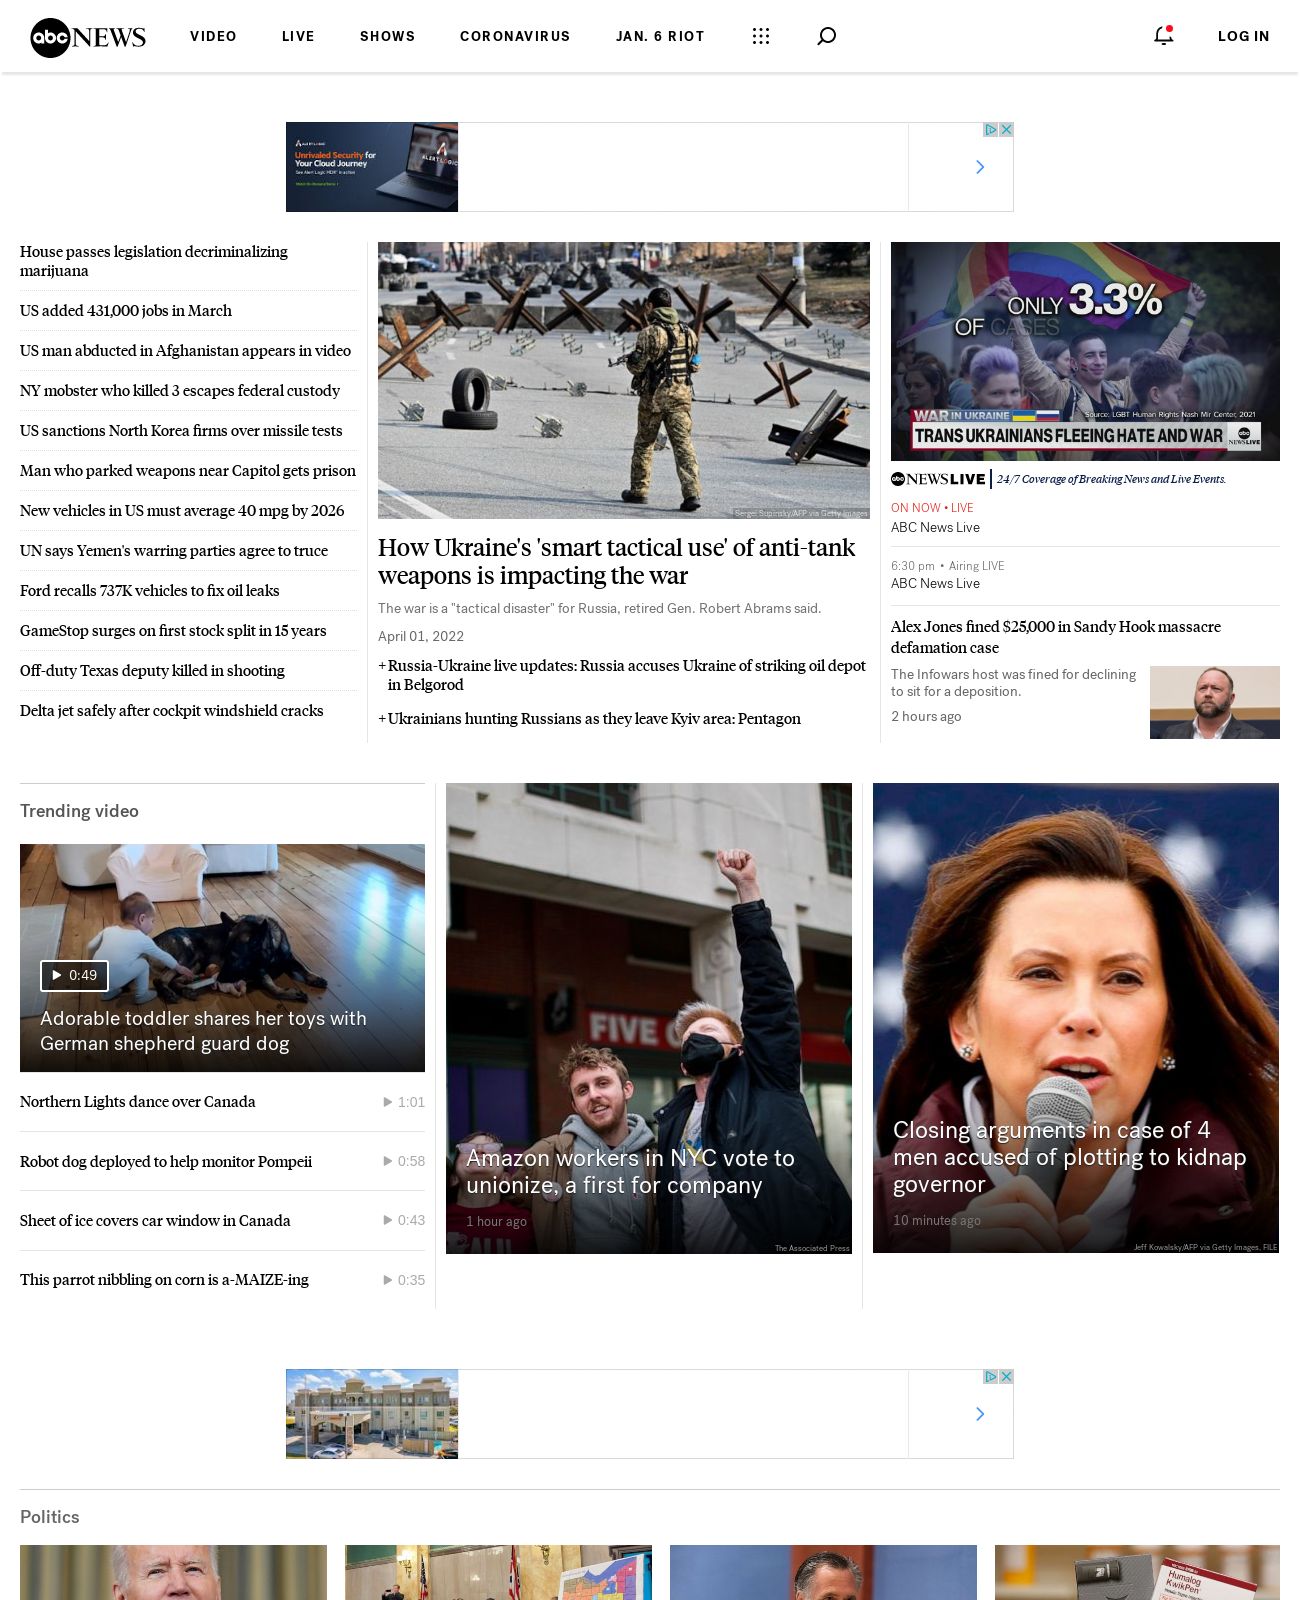 abc NEWS
VIDEO
LIVE
SHOWS
CORONAVIRUS
JAN. 6 RIOT
LOG IN
ALERT LOGIC
Unrivaled Security for
Your Cloud Journey
See Alert Logic MDR in action
ALERT LOGIC
House passes legislation decriminalizing
marijuana
US added 431,000 jobs in March
US man abducted in Afghanistan appears in video
NY mobster who killed 3 escapes federal custody
US sanctions North Korea firms over missile tests
Man who parked weapons near Capitol gets prison
New vehicles in US must average 40 mpg by 2026
UN says Yemen's warring parties agree to truce
Ford recalls 737K vehicles to fix oil leaks
GameStop surges on first stock split in 15 years
Off-duty Texas deputy killed in shooting
Delta jet safely after cockpit windshield cracks
Sergei Supinsky/AFP via Getty Images
How Ukraine's 'smart tactical use' of anti-tank
weapons is impacting the war
The war is a "tactical disaster" for Russia, retired Gen. Robert Abrams said.
April 01, 2022
+ Russia-Ukraine live updates: Russia accuses Ukraine of striking oil depot
in Belgorod
+ Ukrainians hunting Russians as they leave Kyiv area: Pentagon
ONLY 3.3%
OF CASES
WAR IN UKRAINE
Source: LGBT Human Rights Nash Mir Center, 2021
TRANS UKRAINIANS FLEEING HATE AND WAR
abc NEWS LIVE
abc NEWS LIVE
24/7 Coverage of Breaking News and Live Events.
ON NOW • LIVE
ABC News Live
6:30 pm • Airing LIVE
ABC News Live
Alex Jones fined $25,000 in Sandy Hook massacre
defamation case
The Infowars host was fined for declining
to sit for a deposition.
2 hours ago
Trending video
0:49
Adorable toddler shares her toys with
German shepherd guard dog
Northern Lights dance over Canada
1:01
Robot dog deployed to help monitor Pompeii
0:58
Sheet of ice covers car window in Canada
0:43
This parrot nibbling on corn is a-MAIZE-ing
0:35
FIVE G
Amazon workers in NYC vote to
unionize, a first for company
1 hour ago
The Associated Press
Closing arguments in case of 4
men accused of plotting to kidnap
governor
10 minutes ago
Jeff Kowalsky/AFP via Getty Images, FILE
Politics
Humalog
KwikPen